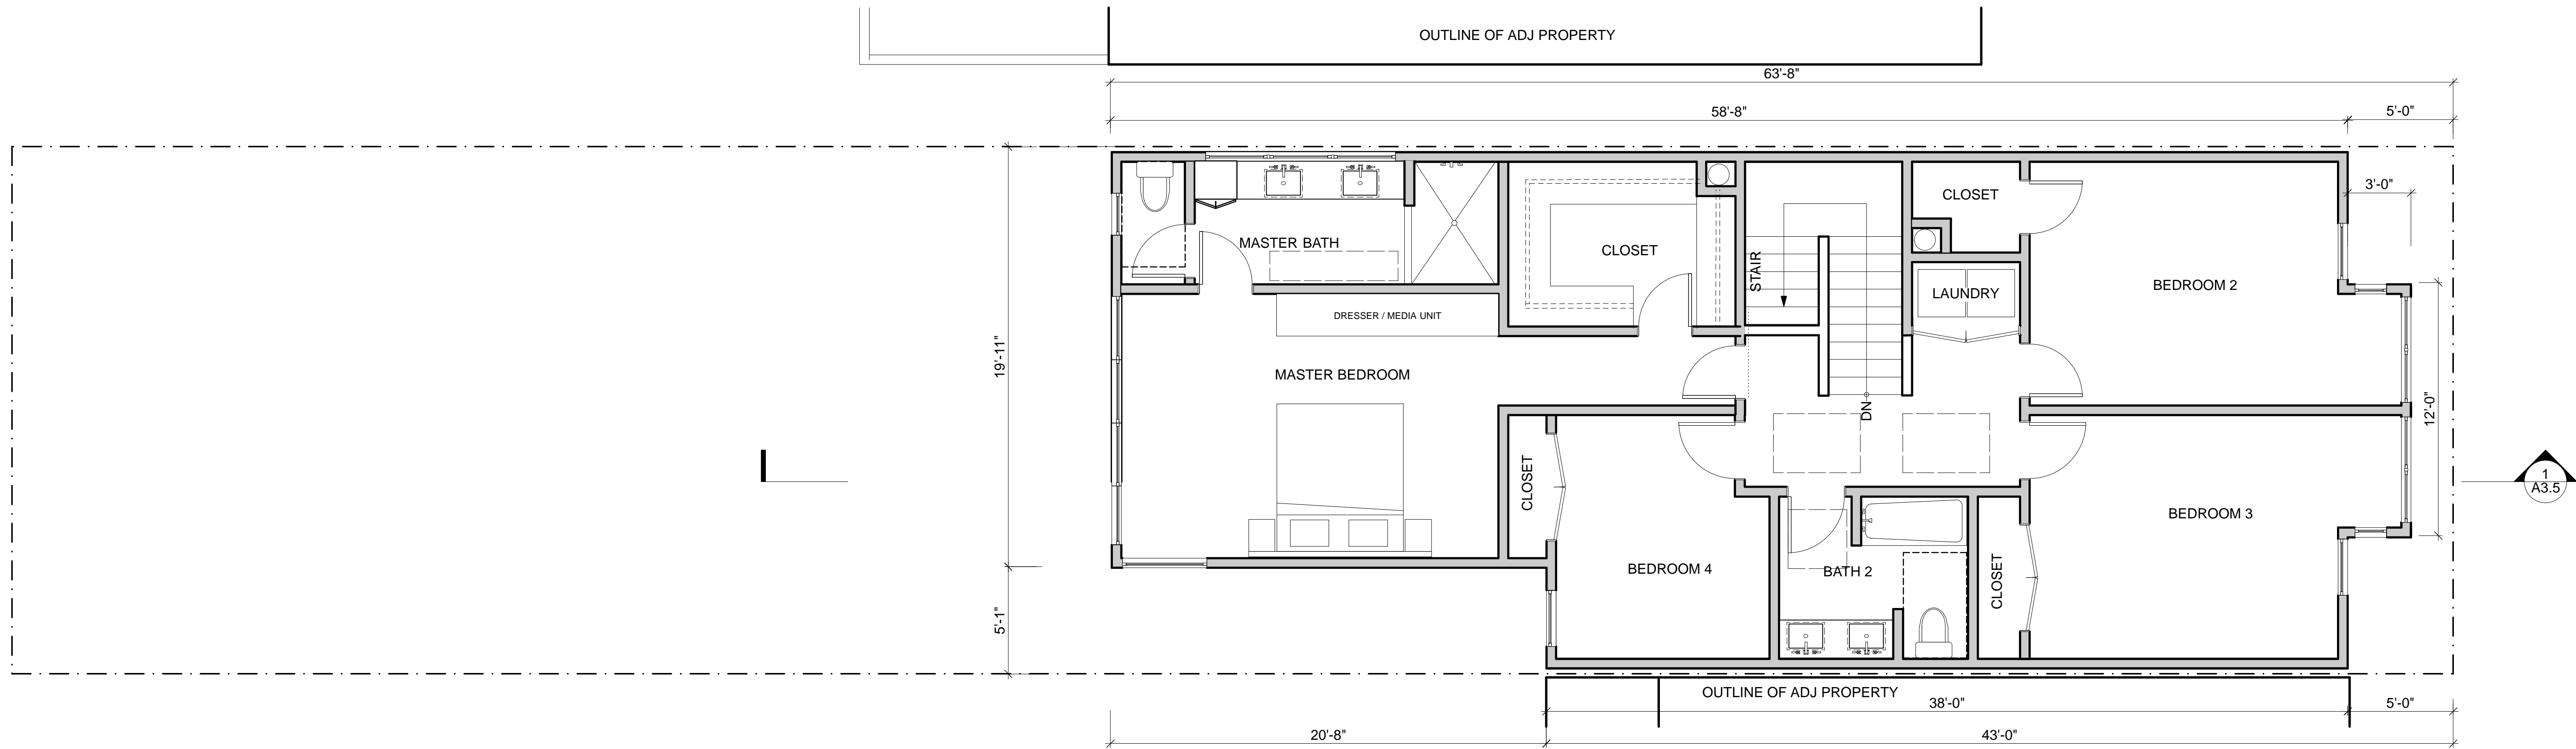 OUTLINE OF ADJ PROPERTY
63'-8"
58'-8"
5'-0"
3'-0"
CLOSET
MASTER BATH
CLOSET
STAIR
BEDROOM 2
LAUNDRY
DRESSER / MEDIA UNIT
19'-11"
MASTER BEDROOM
DN
12'-0"
CLOSET
1
A3.5
BEDROOM 3
BEDROOM 4
BATH 2
CLOSET
5'-1"
OUTLINE OF ADJ PROPERTY
38'-0"
5'-0"
20'-8"
43'-0"